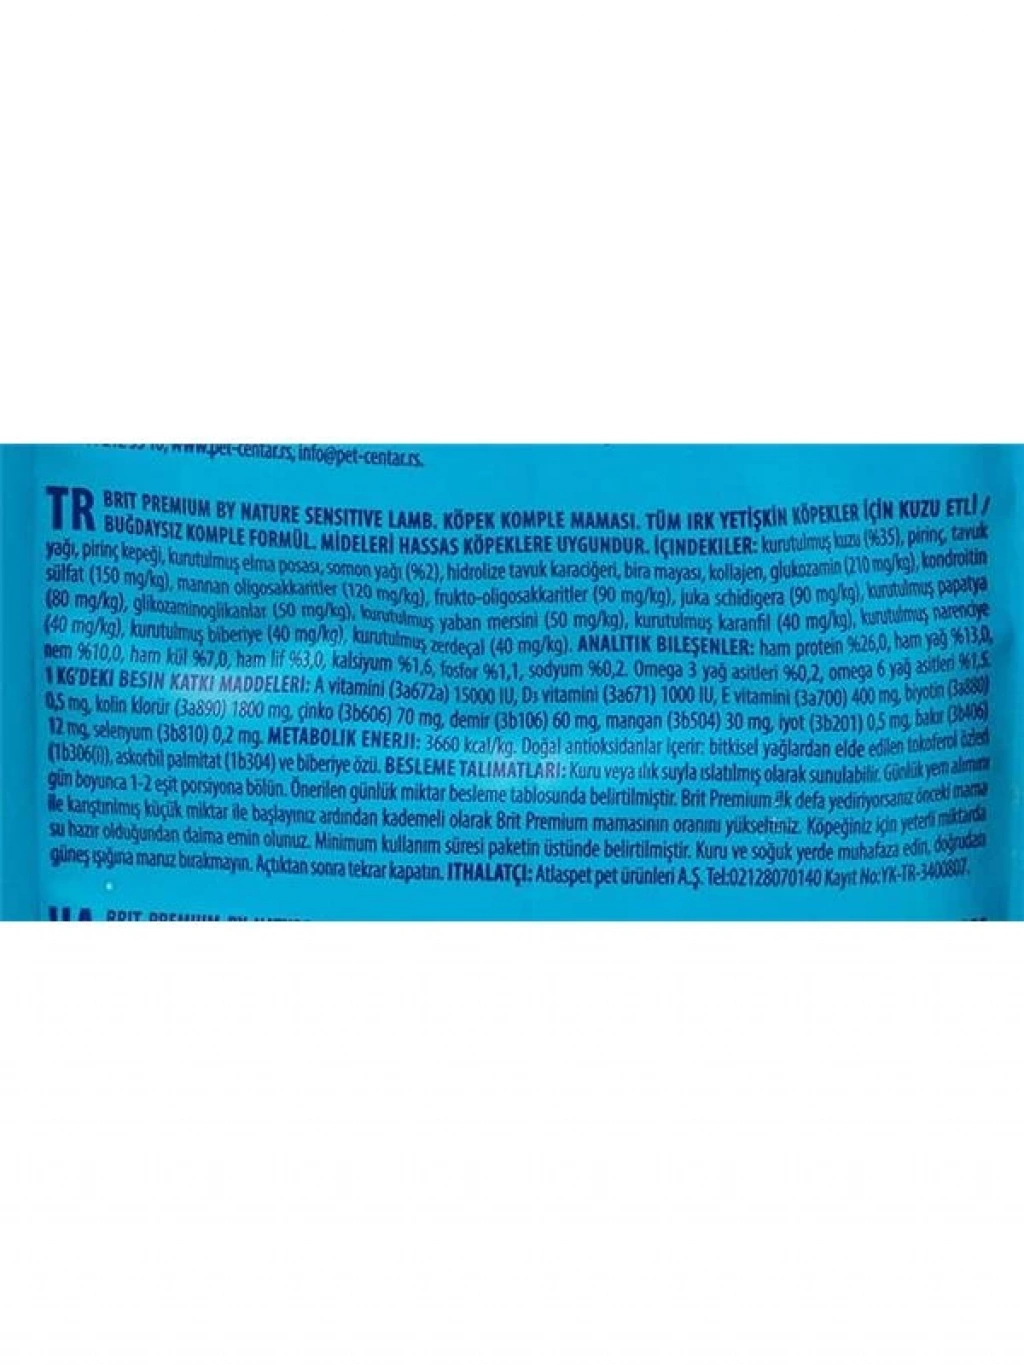 www.pet-centar.rs, info@pet-centar.rs.
TR BRIT PREMIUM BY NATURE SENSITIVE LAMB. KÖPEK KOMPLE MAMASI. TÜM IRK YETİŞKİN KÖPEKLER İÇİN KUZU ETLİ /
BUĞDAYSIZ KOMPLE FORMÜL. MİDELERİ HASSAS KÖPEKLERE UYGUNDUR. İÇİNDEKILER: kurutulmuş kuzu (%35), pirinç, tavuk
yağı, pirinç kepeği, kurutulmuş elma posası, somon yağı (%2), hidrolize tavuk karaciğeri, bira mayası, kollajen, glukozamin (210 mg/kg), kondroitin
sülfat (150 mg/kg), mannan oligosakkaritler (120 mg/kg), frukto-oligosakkaritler (90 mg/kg), juka schidigera (90 mg/kg), kurutulmuş papatya
(80 mg/kg), glikozaminoglikanlar (50 mg/kg), kurutulmuş yaban mersini (50 mg/kg), kurutulmuş karanfil (40 mg/kg), kurutulmuş narenciye
(40 mg/kg), kurutulmuş biberiye (40 mg/kg), kurutulmuş zerdeçal (40 mg/kg). ANALITIK BILEŞENLER: ham protein %26,0, ham yağ %13,0,
nem %10,0, ham kül %7,0, ham lif %3,0, kalsiyum %1,6, fosfor %1,1, sodyum %0,2. Omega 3 yağ asitleri %0,2, omega 6 yağ asitleri %1,5.
1 KG'DEKI BESIN KATKI MADDELERI: A vitamini (3a672a) 15000 IU, D3 vitamini (3a671) 1000 IU, E vitamini (3a700) 400 mg, biyotin (3a880)
0,5 mg, kolin klorür (3a890) 1800 mg, çinko (3b606) 70 mg, demir (3b106) 60 mg, mangan (3b504) 30 mg, iyot (3b201) 0,5 mg, bakır (3b406)
12 mg, selenyum (3b810) 0,2 mg. METABOLIK ENERJI: 3660 kcal/kg. Doğal antioksidanlar içerir: bitkisel yağlardan elde edilen tokoferol özleri
(1b306(i)), askorbil palmitat (1b304) ve biberiye özü. BESLEME TALIMATLARI: Kuru veya ılık suyla ıslatılmış olarak sunulabilir. Günlük yem alımını
gün boyunca 1-2 eşit porsiyona bölün. Önerilen günlük miktar besleme tablosunda belirtilmiştir. Brit Premium ilk defa yediriyorsanız önceki mama
ile karıştırılmış küçük miktar ile başlayınız ardından kademeli olarak Brit Premium mamasının oranını yükseltiniz. Köpeğiniz için yeterli miktarda
su hazır olduğundan daima emin olunuz. Minimum kullanım süresi paketin üstünde belirtilmiştir. Kuru ve soğuk yerde muhafaza edin, doğrudan
güneş ışığına maruz bırakmayın. Açıktan sonra tekrar kapatın. ITHALATÇI: Atlaspet pet ürünleri A.Ş. Tel:02128070140 Kayıt No:YK-TR-3400807.
UA BRIT PREMIUM BY